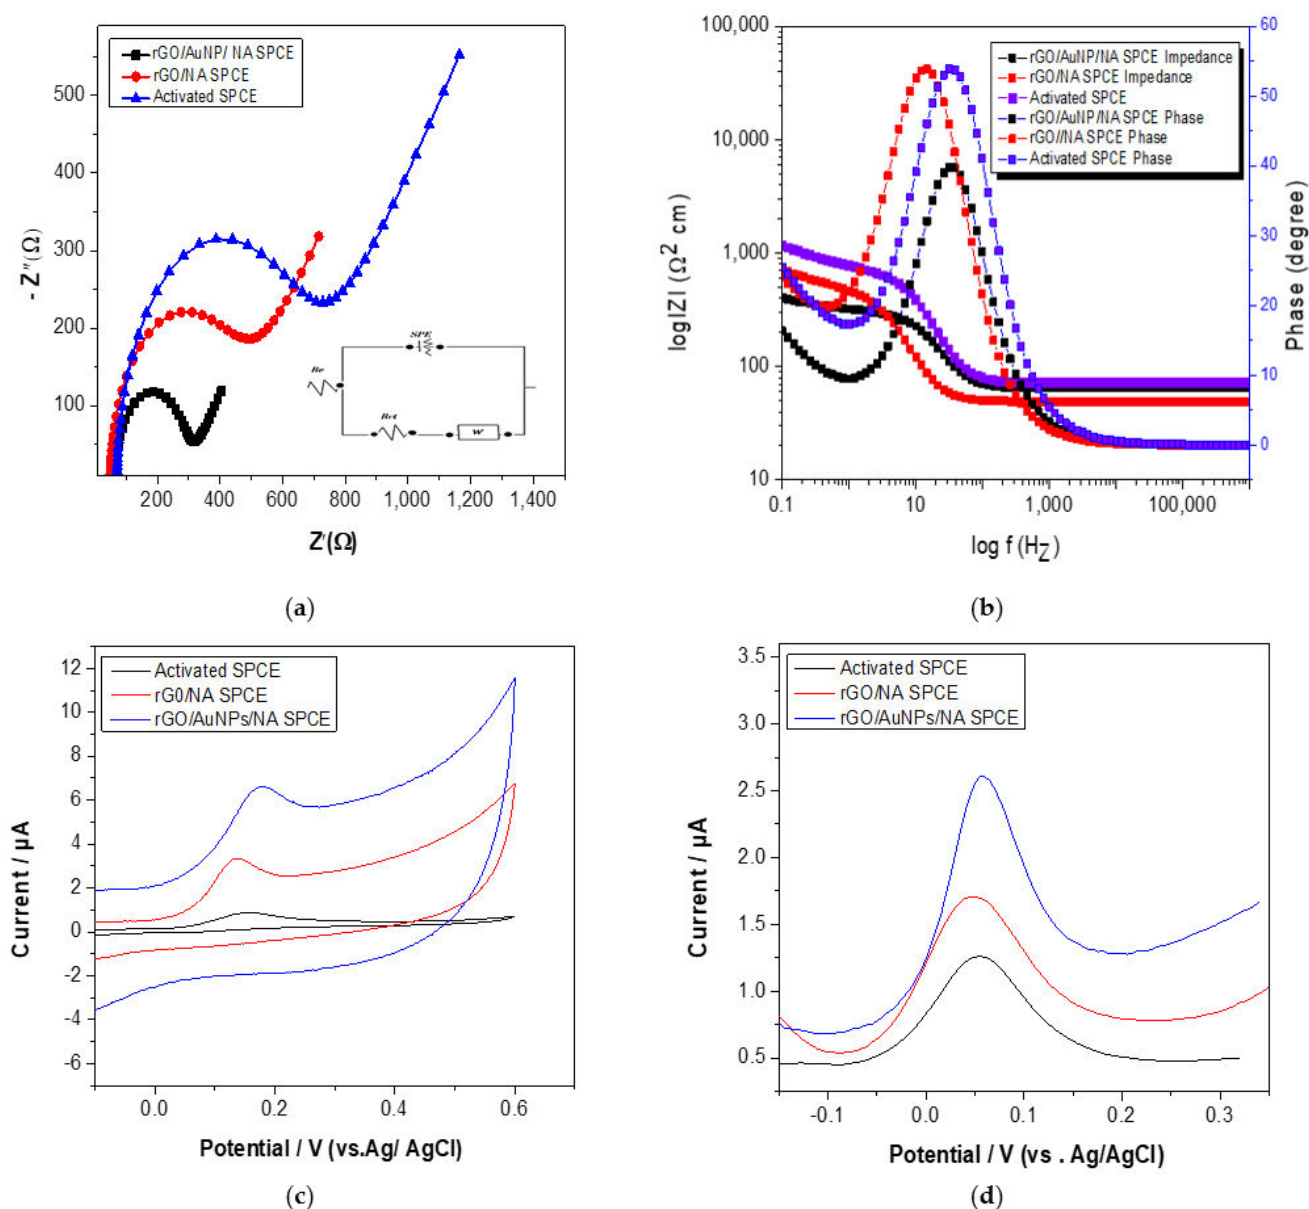 rGO/AuNP/ NA SPCE
rGO/NA SPCE
Activated SPCE
500
400
300
200
100
- Z″(Ω)
SPE
Re
Rct
W
200 400 600 800 1,000 1,200 1,400
Z′(Ω)
(a)
100,000
10,000
1,000
100
10
log|Z| (Ω² cm)
rGO/AuNP/NA SPCE Impedance
rGO/NA SPCE Impedance
Activated SPCE
rGO/AuNP/NA SPCE Phase
rGO//NA SPCE Phase
Activated SPCE Phase
60
50
40
30
20
10
0
Phase (degree)
0.1 10 1,000 100,000
log f (HZ)
(b)
12
10
8
6
4
2
0
-2
-4
-6
Current / µA
Activated SPCE
rG0/NA SPCE
rGO/AuNPs/NA SPCE
0.0 0.2 0.4 0.6
Potential / V (vs.Ag/ AgCl)
(c)
3.5
3.0
2.5
2.0
1.5
1.0
0.5
Current / µA
Activated SPCE
rGO/NA SPCE
rGO/AuNPs/NA SPCE
-0.1 0.0 0.1 0.2 0.3
Potential / V (vs . Ag/AgCl)
(d)